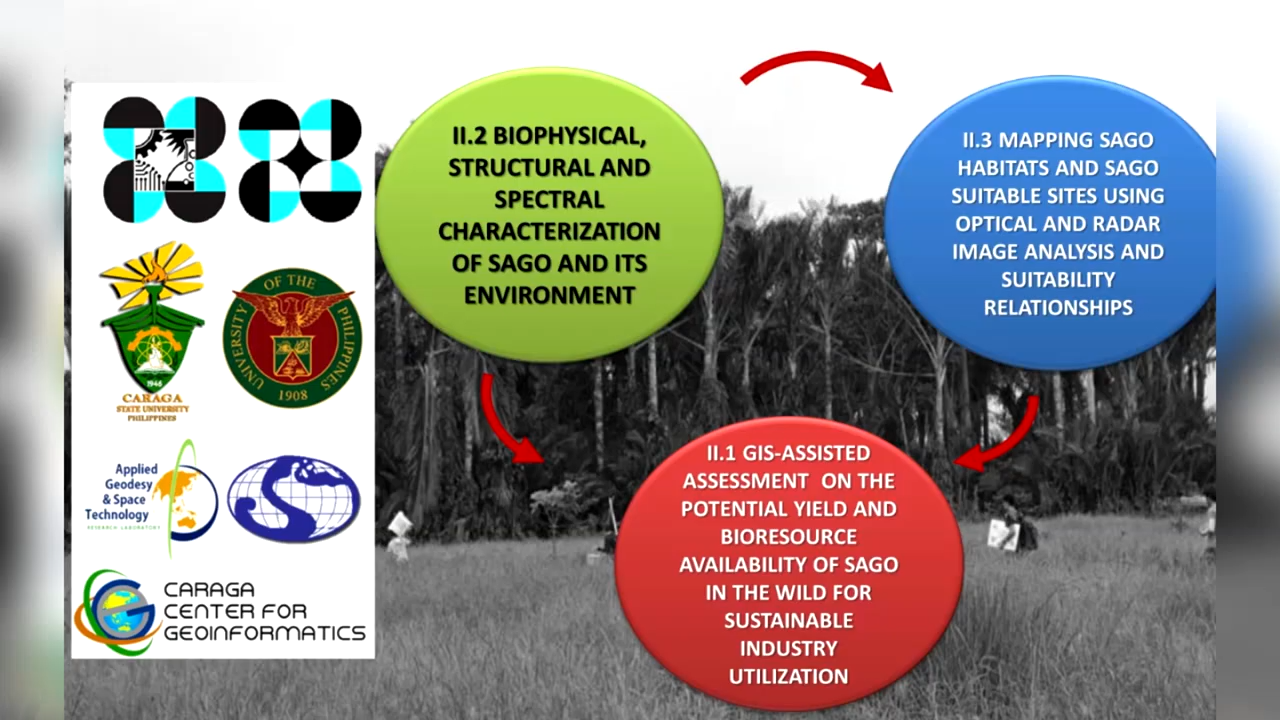 II.2 BIOPHYSICAL,
STRUCTURAL AND
SPECTRAL
CHARACTERIZATION
OF SAGO AND ITS
ENVIRONMENT
II.3 MAPPING SAGO
HABITATS AND SAGO
SUITABLE SITES USING
OPTICAL AND RADAR
IMAGE ANALYSIS AND
SUITABILITY
RELATIONSHIPS
II.1 GIS-ASSISTED
ASSESSMENT ON THE
POTENTIAL YIELD AND
BIORESOURCE
AVAILABILITY OF SAGO
IN THE WILD FOR
SUSTAINABLE
INDUSTRY
UTILIZATION
1946
CARAGA
STATE UNIVERSITY
PHILIPPINES
UNIVERSITY OF THE PHILIPPINES
1908
Applied
Geodesy
& Space
Technology
RESEARCH LABORATORY
CARAGA
CENTER FOR
GEOINFORMATICS